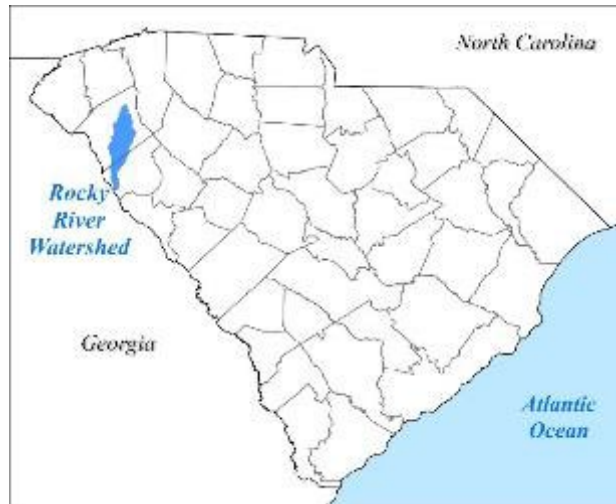 North Carolina
Rocky
River
Watershed
Georgia
Atlantic
Ocean